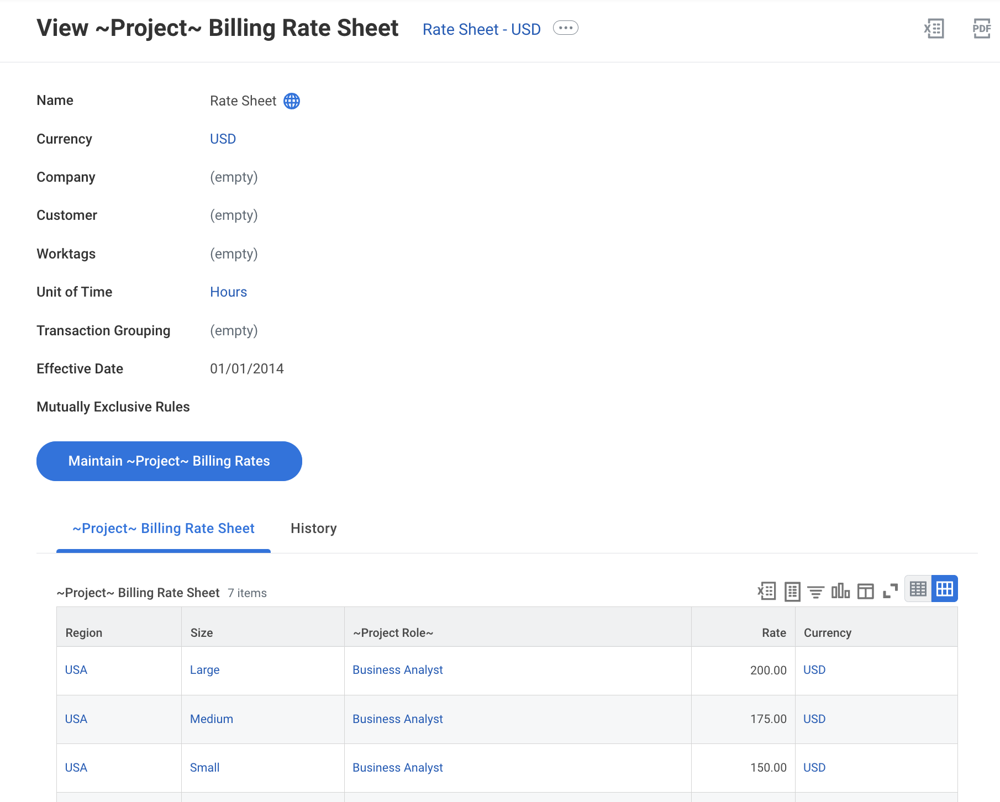 View ~Project~ Billing Rate Sheet Rate Sheet - USD
X PDF
Name Rate Sheet
Currency USD
Company (empty)
Customer (empty)
Worktags (empty)
Unit of Time Hours
Transaction Grouping (empty)
Effective Date 01/01/2014
Mutually Exclusive Rules
Maintain ~Project~ Billing Rates
~Project~ Billing Rate Sheet History
~Project~ Billing Rate Sheet 7 items X
Region Size ~Project Role~ Rate Currency
USA Large Business Analyst 200.00 USD
USA Medium Business Analyst 175.00 USD
USA Small Business Analyst 150.00 USD